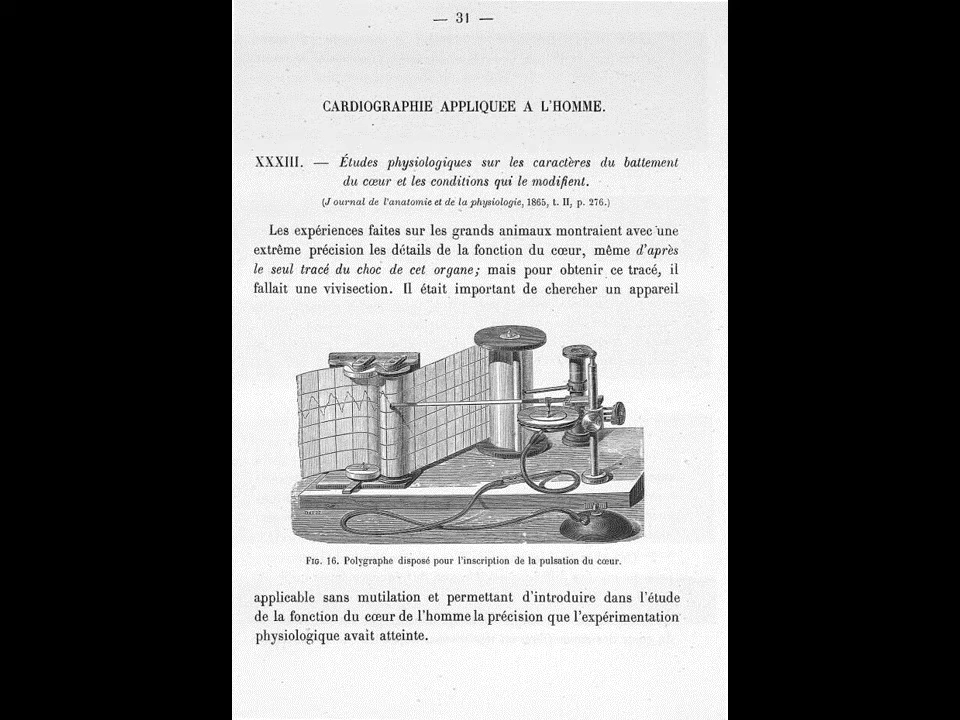 — 31 —
CARDIOGRAPHIE APPLIQUEE A L'HOMME.
XXXIII. — Études physiologiques sur les caractères du battement
du cœur et les conditions qui le modifient.
(Journal de l'anatomie et de la physiologie, 1865, t. II, p. 276.)
Les expériences faites sur les grands animaux montraient avec une
extrême précision les détails de la fonction du cœur, même d'après
le seul tracé du choc de cet organe; mais pour obtenir ce tracé, il
fallait une vivisection. Il était important de chercher un appareil
FIG. 16. Polygraphe disposé pour l'inscription de la pulsation du cœur.
applicable sans mutilation et permettant d'introduire dans l'étude
de la fonction du cœur de l'homme la précision que l'expérimentation
physiologique avait atteinte.